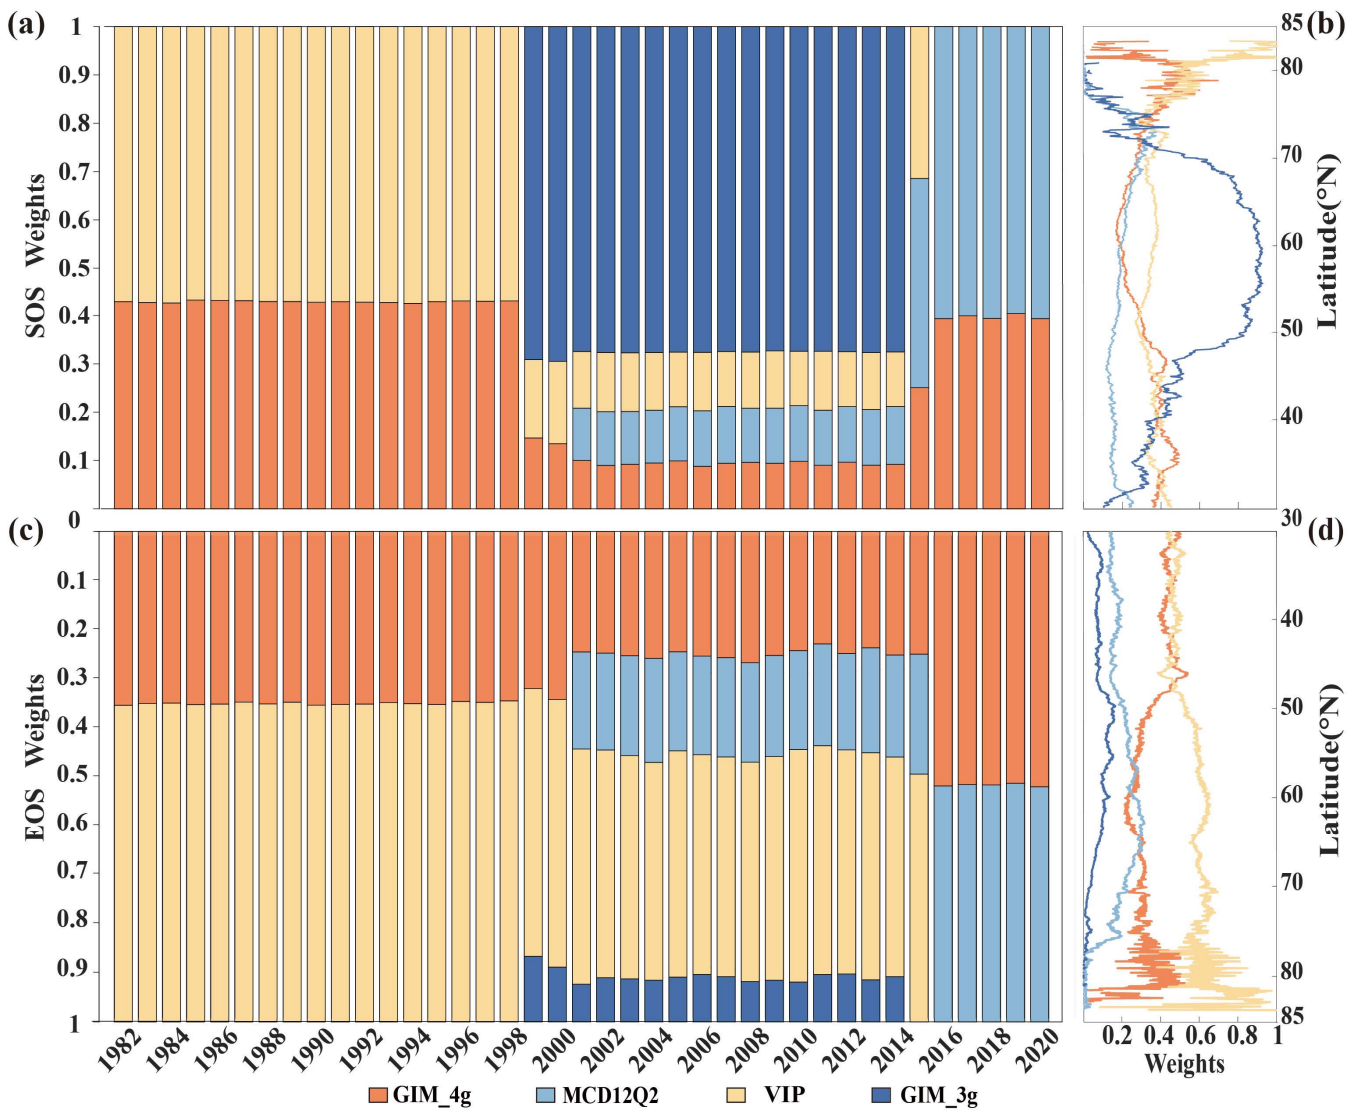 (a)
1
0.9
0.8
0.7
0.6
0.5
0.4
0.3
0.2
0.1
0
SOS Weights
(b)
85
80
70
60
50
40
30
Latitude(°N)
(c)
0.1
0.2
0.3
0.4
0.5
0.6
0.7
0.8
0.9
1
EOS Weights
(d)
40
50
60
70
80
85
Latitude(°N)
1982 1984 1986 1988 1990 1992 1994 1996 1998 2000 2002 2004 2006 2008 2010 2012 2014 2016 2018 2020
0.2 0.4 0.6 0.8 1
Weights
GIM_4g MCD12Q2 VIP GIM_3g